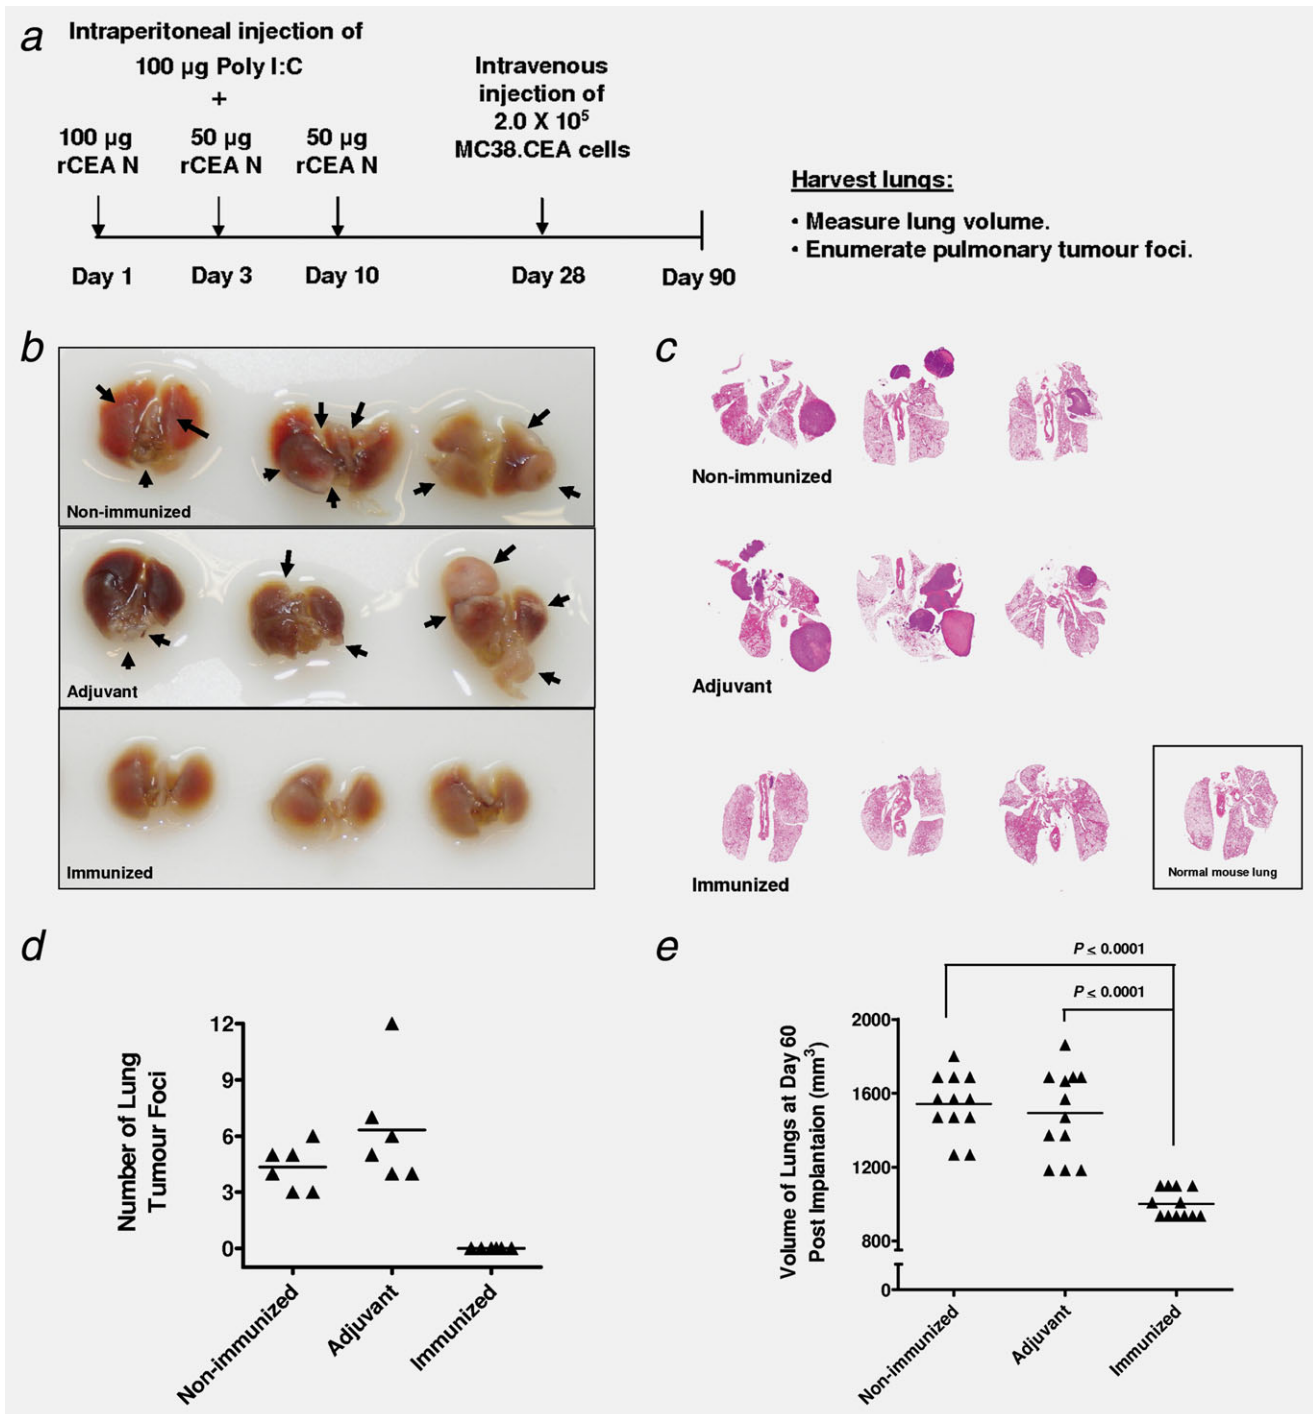 a
Intraperitoneal injection of
100 µg Poly I:C
+
100 µg
rCEA N
50 µg
rCEA N
50 µg
rCEA N
Intravenous
injection of
2.0 X 10⁵
MC38.CEA cells
Day 1
Day 3
Day 10
Day 28
Day 90
Harvest lungs:
• Measure lung volume.
• Enumerate pulmonary tumour foci.
b
Non-immunized
Adjuvant
Immunized
c
Non-immunized
Adjuvant
Immunized
Normal mouse lung
d
Number of Lung
Tumour Foci
12
9
6
3
0
Non-immunized
Adjuvant
Immunized
e
P ≤ 0.0001
P ≤ 0.0001
Volume of Lungs at Day 60
Post Implantaion (mm³)
2000
1600
1200
800
0
Non-immunized
Adjuvant
Immunized